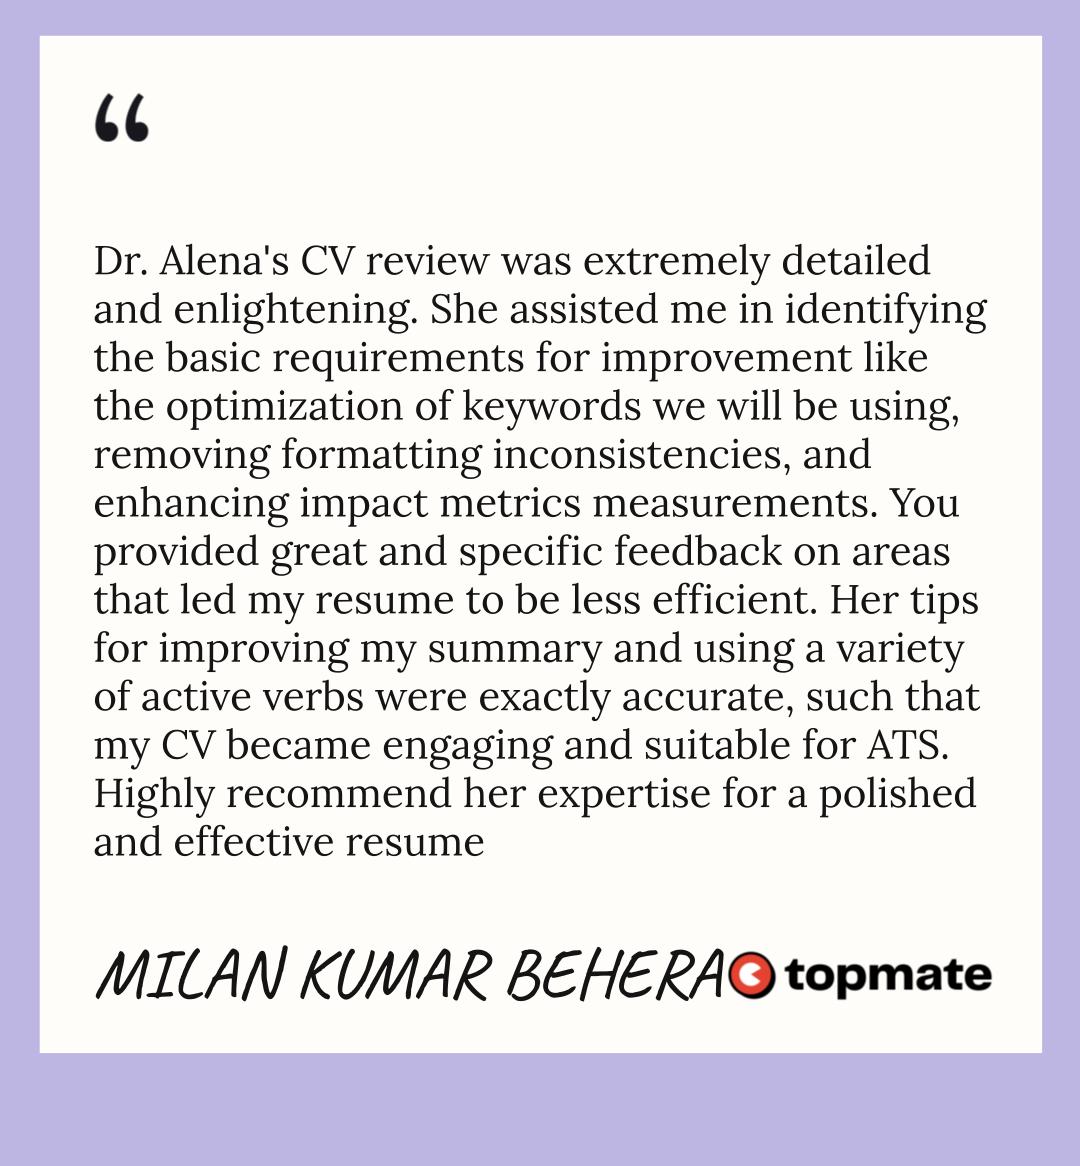 “
Dr. Alena's CV review was extremely detailed
and enlightening. She assisted me in identifying
the basic requirements for improvement like
the optimization of keywords we will be using,
removing formatting inconsistencies, and
enhancing impact metrics measurements. You
provided great and specific feedback on areas
that led my resume to be less efficient. Her tips
for improving my summary and using a variety
of active verbs were exactly accurate, such that
my CV became engaging and suitable for ATS.
Highly recommend her expertise for a polished
and effective resume
MILAN KUMAR BEHERA topmate